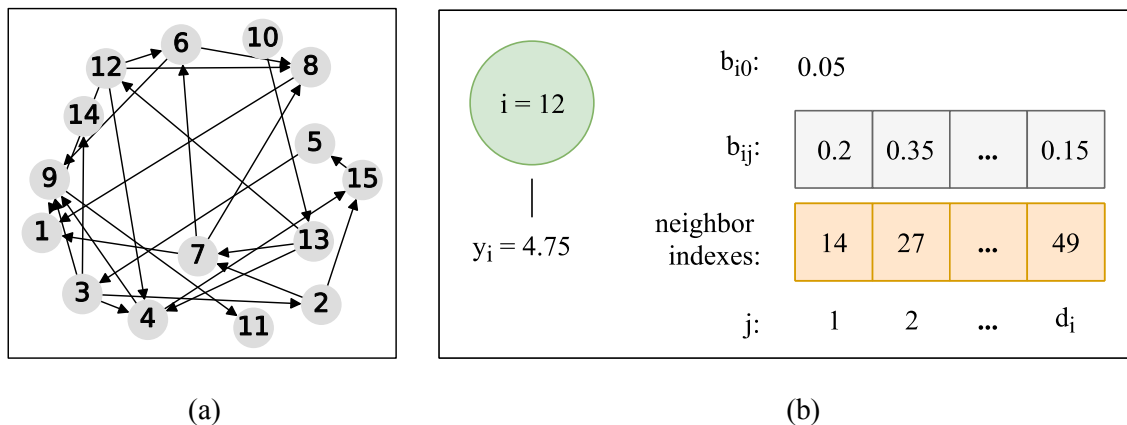 6
10
12
8
14
5
9
15
1
13
7
3
2
4
11
(a)
i = 12
y_i = 4.75
b_i0: 0.05
b_ij: 0.2 0.35 ... 0.15
neighbor
indexes: 14 27 ... 49
j: 1 2 ... d_i
(b)